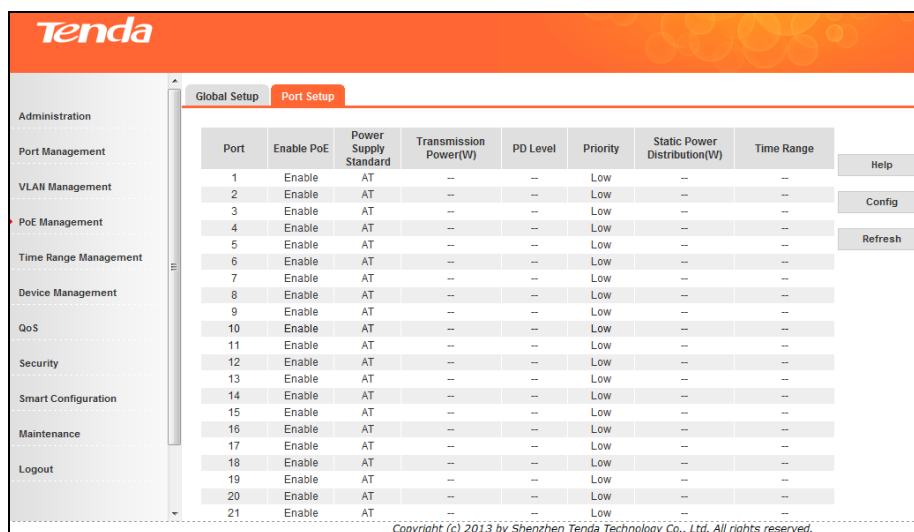 Tenda
Global Setup Port Setup
Administration
Port Management
VLAN Management
PoE Management
Time Range Management
Device Management
QoS
Security
Smart Configuration
Maintenance
Logout
Port Enable PoE Power Supply Standard Transmission Power(W) PD Level Priority Static Power Distribution(W) Time Range
1 Enable AT -- -- Low -- --
2 Enable AT -- -- Low -- --
3 Enable AT -- -- Low -- --
4 Enable AT -- -- Low -- --
5 Enable AT -- -- Low -- --
6 Enable AT -- -- Low -- --
7 Enable AT -- -- Low -- --
8 Enable AT -- -- Low -- --
9 Enable AT -- -- Low -- --
10 Enable AT -- -- Low -- --
11 Enable AT -- -- Low -- --
12 Enable AT -- -- Low -- --
13 Enable AT -- -- Low -- --
14 Enable AT -- -- Low -- --
15 Enable AT -- -- Low -- --
16 Enable AT -- -- Low -- --
17 Enable AT -- -- Low -- --
18 Enable AT -- -- Low -- --
19 Enable AT -- -- Low -- --
20 Enable AT -- -- Low -- --
21 Enable AT -- -- Low -- --
Help
Config
Refresh
Copyright (c) 2013 by Shenzhen Tenda Technology Co., Ltd. All rights reserved.